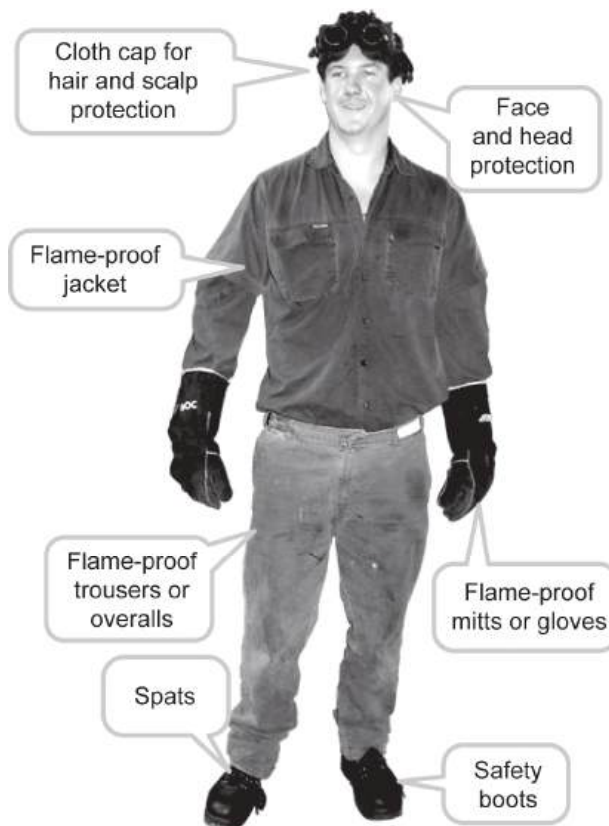 Cloth cap for
hair and scalp
protection
Face
and head
protection
Flame-proof
jacket
BOC
Flame-proof
trousers or
overalls
Flame-proof
mitts or gloves
Spats
Safety
boots